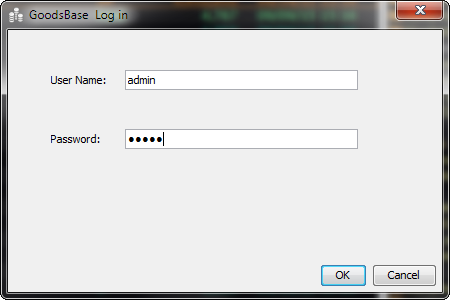 GoodsBase Log in
User Name: admin
Password: •••••
OK Cancel